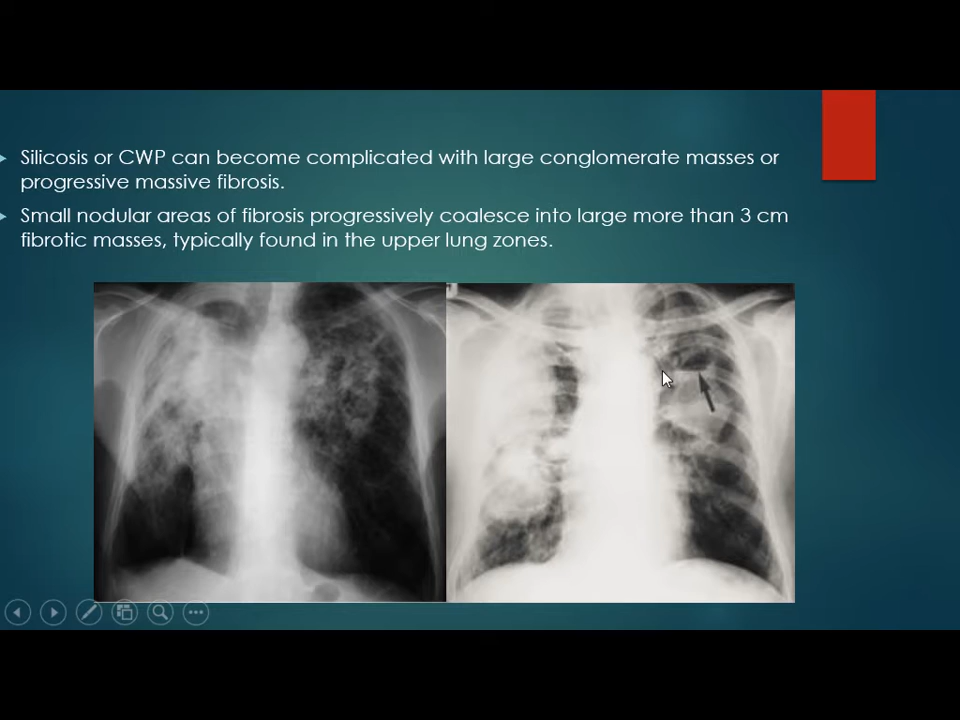 Silicosis or CWP can become complicated with large conglomerate masses or
progressive massive fibrosis.
Small nodular areas of fibrosis progressively coalesce into large more than 3 cm
fibrotic masses, typically found in the upper lung zones.